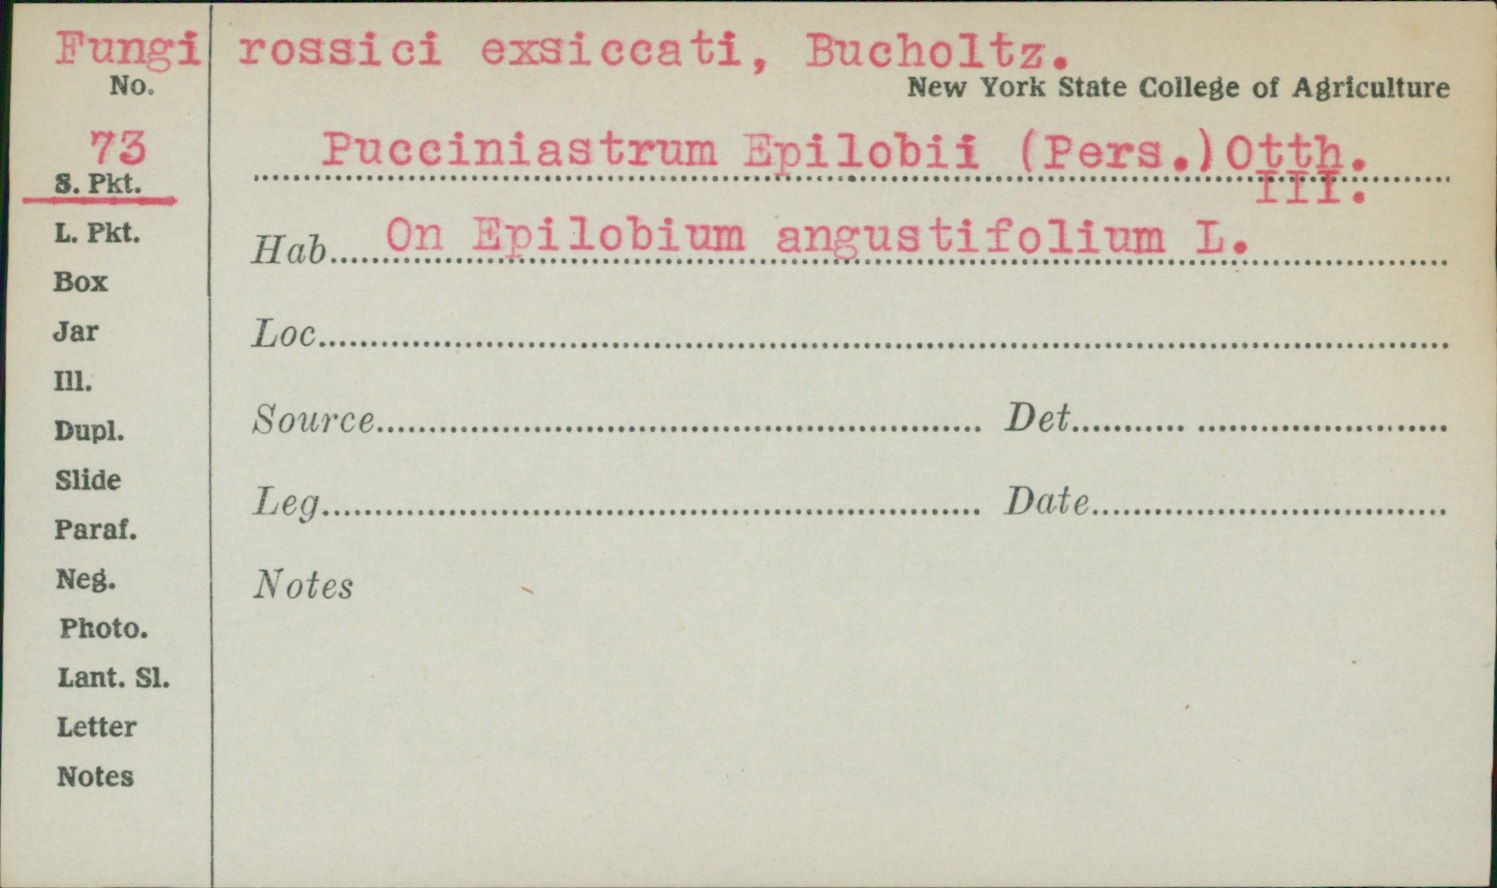 Fungi rossici exsiccati, Bucholtz.
No.
New York State College of Agriculture
73
Pucciniastrum Epilobii (Pers.) Otth.
S. Pkt.
III.
L. Pkt.
Hab. On Epilobium angustifolium L.
Box
Jar
Loc.
Ill.
Dupl.
Source Det.
Slide
Leg. Date
Paraf.
Neg.
Notes
Photo.
Lant. Sl.
Letter
Notes